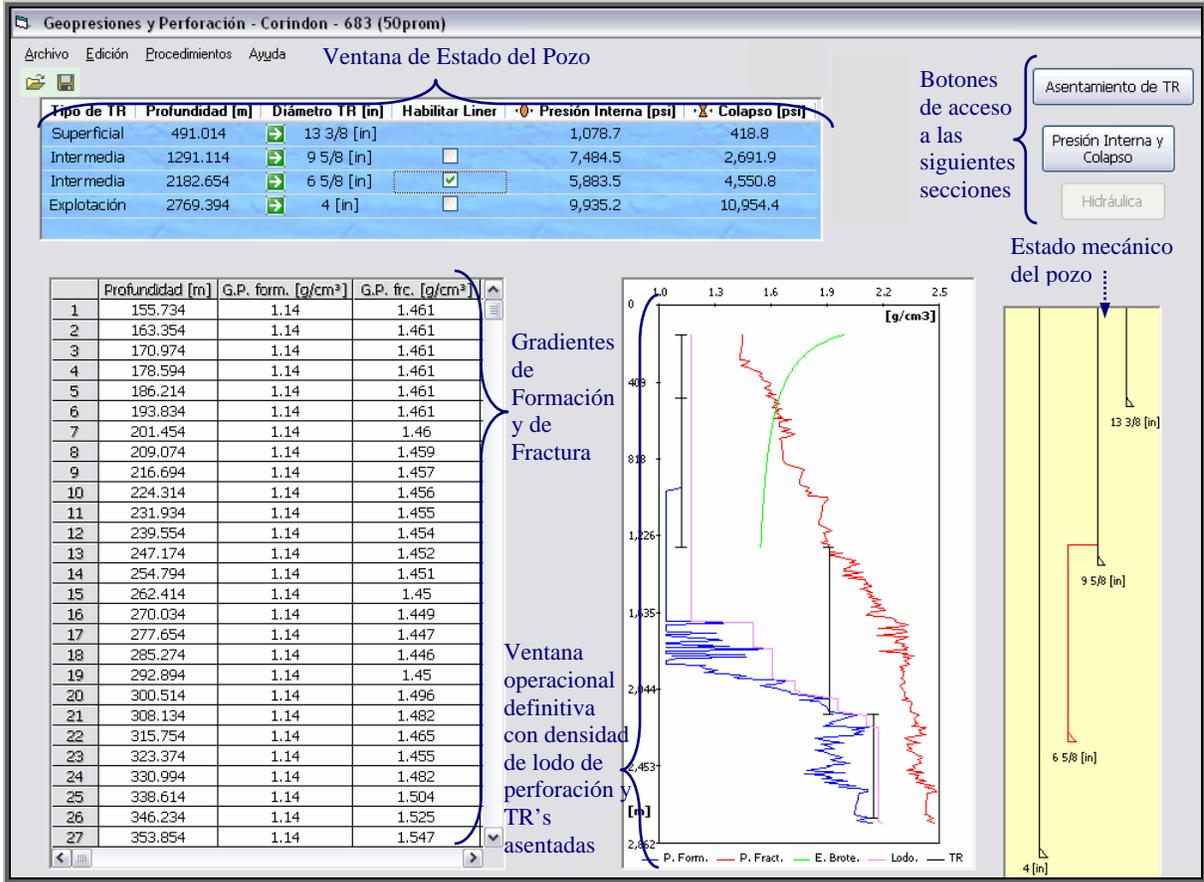 Geopresiones y Perforación - Corindon - 683 (50prom)
Archivo Edición Procedimientos Ayuda
Ventana de Estado del Pozo
Tipo de TR Profundidad [m] Diámetro TR [in] Habilitar Liner Presión Interna [psi] Colapso [psi]
Superficial 491.014 13 3/8 [in] 1,078.7 418.8
Intermedia 1291.114 9 5/8 [in] 7,484.5 2,691.9
Intermedia 2182.654 6 5/8 [in] 5,883.5 4,550.8
Explotación 2769.394 4 [in] 9,935.2 10,954.4
Botones
de acceso
a las
siguientes
secciones
Asentamiento de TR
Presión Interna y
Colapso
Hidráulica
Estado mecánico
del pozo
Profundidad [m] G.P. form. [g/cm³] G.P. frc. [g/cm³]
1 155.734 1.14 1.461
2 163.354 1.14 1.461
3 170.974 1.14 1.461
4 178.594 1.14 1.461
5 186.214 1.14 1.461
6 193.834 1.14 1.461
7 201.454 1.14 1.46
8 209.074 1.14 1.459
9 216.694 1.14 1.457
10 224.314 1.14 1.456
11 231.934 1.14 1.455
12 239.554 1.14 1.454
13 247.174 1.14 1.452
14 254.794 1.14 1.451
15 262.414 1.14 1.45
16 270.034 1.14 1.449
17 277.654 1.14 1.447
18 285.274 1.14 1.446
19 292.894 1.14 1.45
20 300.514 1.14 1.496
21 308.134 1.14 1.482
22 315.754 1.14 1.465
23 323.374 1.14 1.455
24 330.994 1.14 1.482
25 338.614 1.14 1.504
26 346.234 1.14 1.525
27 353.854 1.14 1.547
Gradientes
de
Formación
y de
Fractura
Ventana
operacional
definitiva
con densidad
de lodo de
perforación y
TR's
asentadas
1.0 1.3 1.6 1.9 2.2 2.5
[g/cm3]
0
409
818
1,226
1,635
2,044
2,453
[m]
2,862
P. Form. P. Fract. E. Brote. Lodo. TR
13 3/8 [in]
9 5/8 [in]
6 5/8 [in]
4 [in]